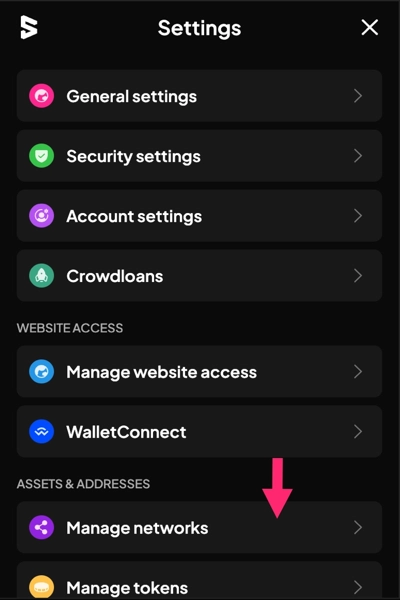 Settings
General settings
Security settings
Account settings
Crowdloans
WEBSITE ACCESS
Manage website access
WalletConnect
ASSETS & ADDRESSES
Manage networks
Manage tokens